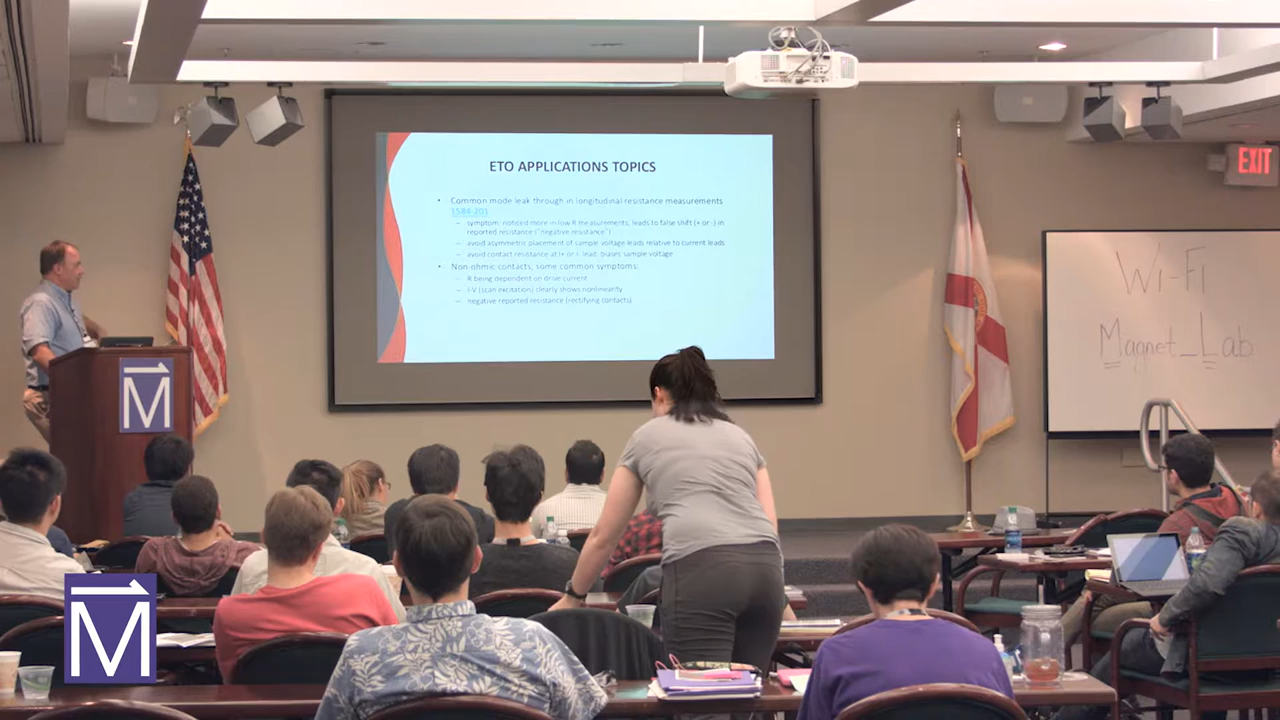 ETO APPLICATIONS TOPICS
• Common mode leak through in longitudinal resistance measurements
1584-201
– symptom: noticed more in low R measurements, leads to false shift (+ or -) in
reported resistance ("negative resistance")
– avoid asymmetric placement of sample voltage leads relative to current leads
– avoid contact resistance at I+ or I- lead: biases sample voltage
• Non-ohmic contacts, some common symptoms:
– R being dependent on drive current
– I-V (scan excitation) clearly shows nonlinearity
– negative reported resistance (rectifying contacts)
EXIT
Wi-Fi
Magnet_Lab
M
M